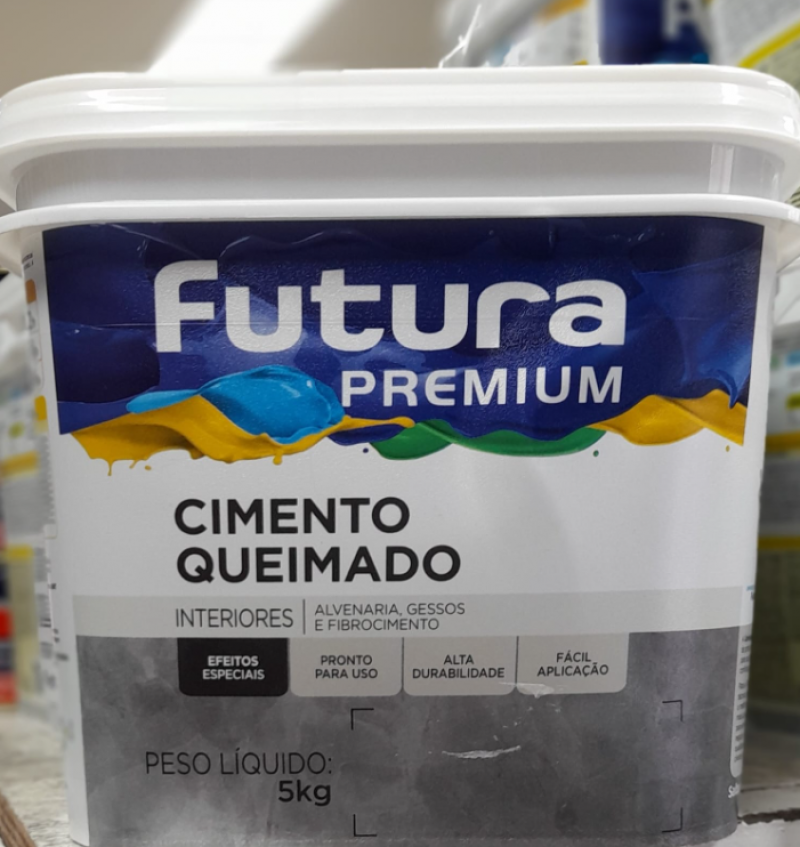 Futura
PREMIUM
CIMENTO
QUEIMADO
INTERIORES
ALVENARIA, GESSOS
E FIBROCIMENTO
EFEITOS
ESPECIAIS
PRONTO
PARA USO
ALTA
DURABILIDADE
FÁCIL
APLICAÇÃO
PESO LÍQUIDO:
5kg